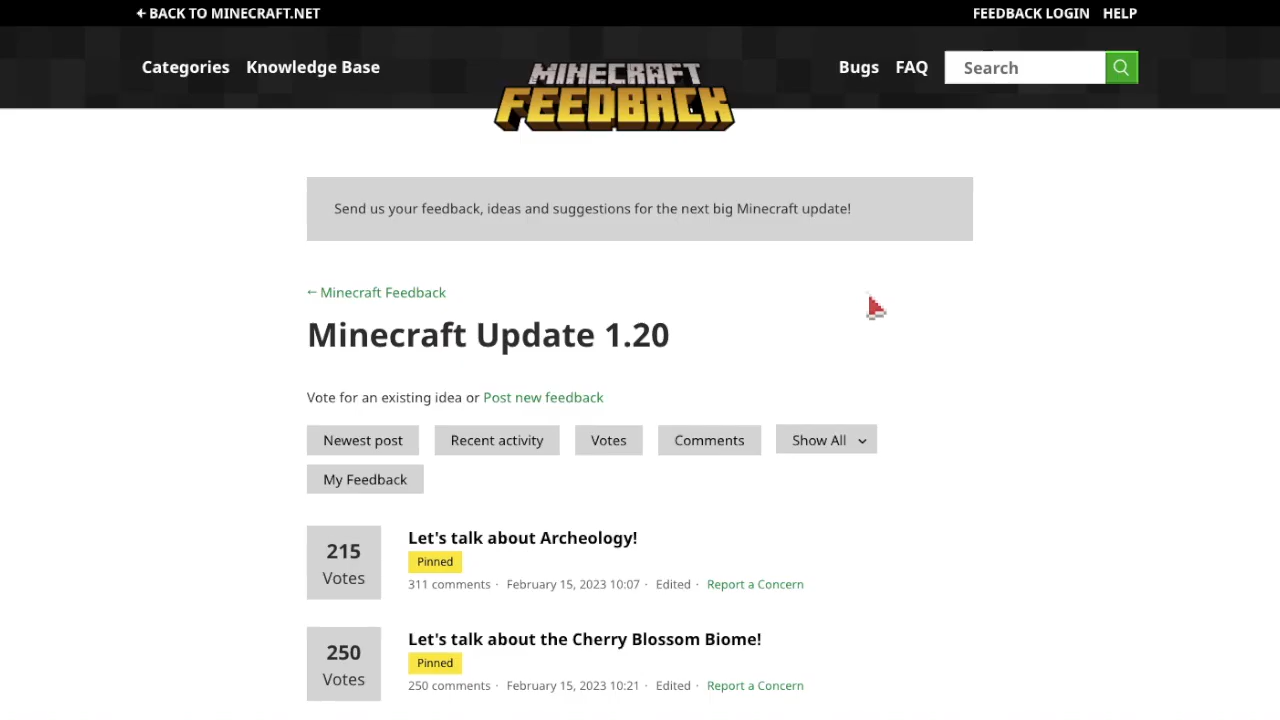 ← BACK TO MINECRAFT.NET
FEEDBACK LOGIN HELP
Categories Knowledge Base
MINECRAFT
FEEDBACK
Bugs FAQ Search
Send us your feedback, ideas and suggestions for the next big Minecraft update!
← Minecraft Feedback
Minecraft Update 1.20
Vote for an existing idea or Post new feedback
Newest post Recent activity Votes Comments Show All
My Feedback
215
Votes
Let's talk about Archeology!
Pinned
311 comments · February 15, 2023 10:07 · Edited · Report a Concern
250
Votes
Let's talk about the Cherry Blossom Biome!
Pinned
250 comments · February 15, 2023 10:21 · Edited · Report a Concern